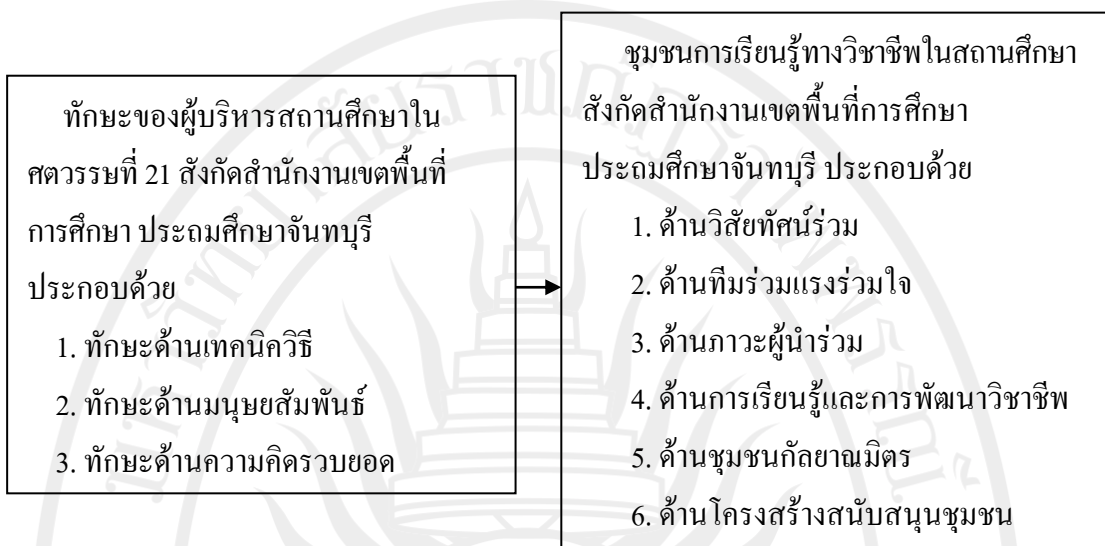 ทักษะของผู้บริหารสถานศึกษาใน
ศตวรรษที่ 21 สังกัดสำนักงานเขตพื้นที่
การศึกษา ประถมศึกษาจันทบุรี
ประกอบด้วย
1. ทักษะด้านเทคนิควิธี
2. ทักษะด้านมนุษยสัมพันธ์
3. ทักษะด้านความคิดรวบยอด
ชุมชนการเรียนรู้ทางวิชาชีพในสถานศึกษา
สังกัดสำนักงานเขตพื้นที่การศึกษา
ประถมศึกษาจันทบุรี ประกอบด้วย
1. ด้านวิสัยทัศน์ร่วม
2. ด้านทีมร่วมแรงร่วมใจ
3. ด้านภาวะผู้นำร่วม
4. ด้านการเรียนรู้และการพัฒนาวิชาชีพ
5. ด้านชุมชนกัลยาณมิตร
6. ด้านโครงสร้างสนับสนุนชุมชน